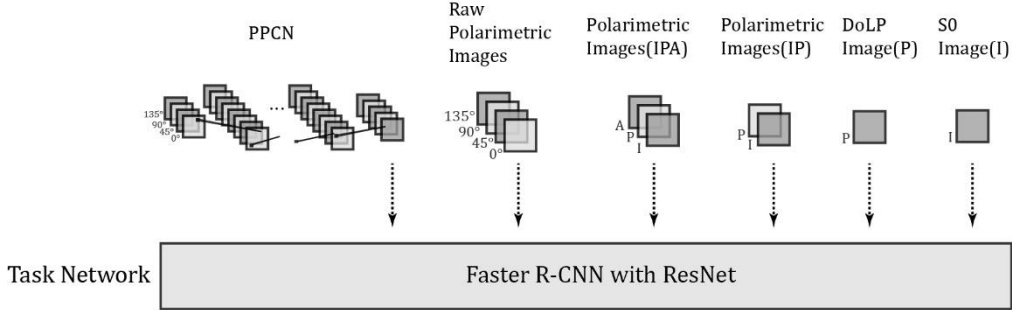 PPCN
Raw
Polarimetric
Images
Polarimetric
Images(IPA)
Polarimetric
Images(IP)
DoLP
Image(P)
S0
Image(I)
135°
90°
45°
0°
...
135°
90°
45°
0°
A
P
I
P
I
P
I
Task Network
Faster R-CNN with ResNet